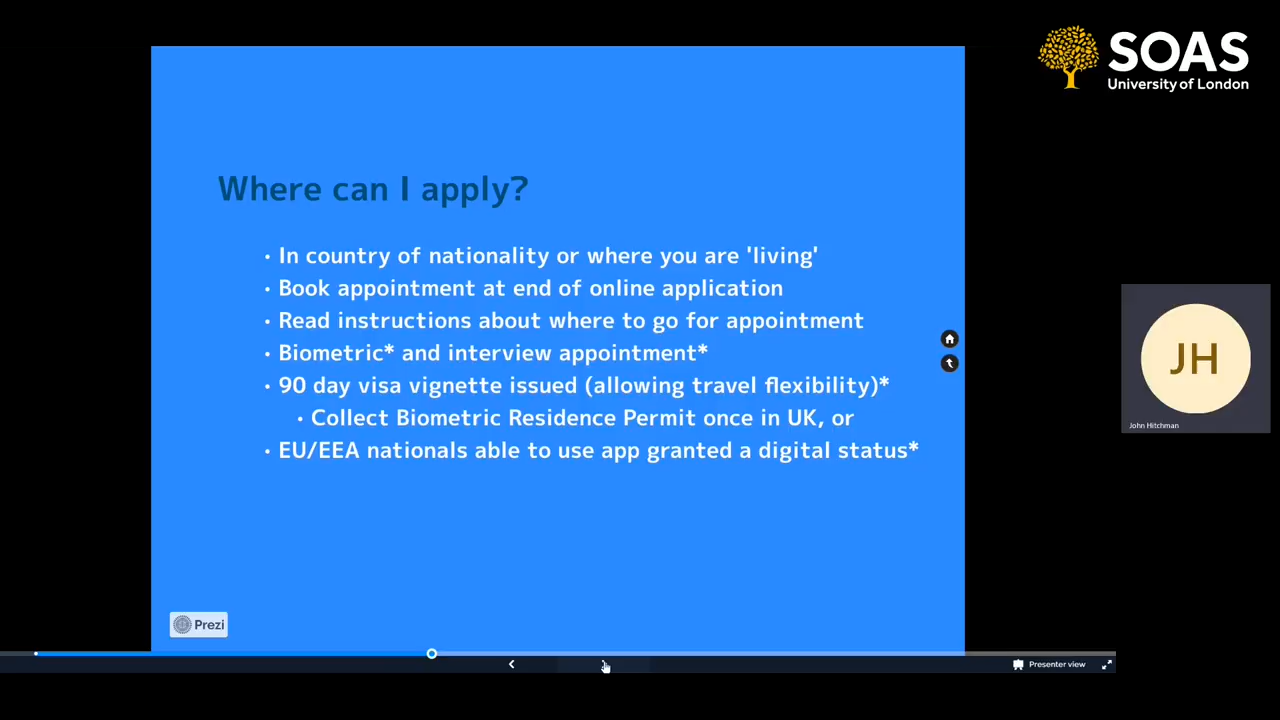 SOAS
University of London
Where can I apply?
• In country of nationality or where you are 'living'
• Book appointment at end of online application
• Read instructions about where to go for appointment
• Biometric* and interview appointment*
• 90 day visa vignette issued (allowing travel flexibility)*
• Collect Biometric Residence Permit once in UK, or
• EU/EEA nationals able to use app granted a digital status*
JH
John Hitchman
Prezi
Presenter view